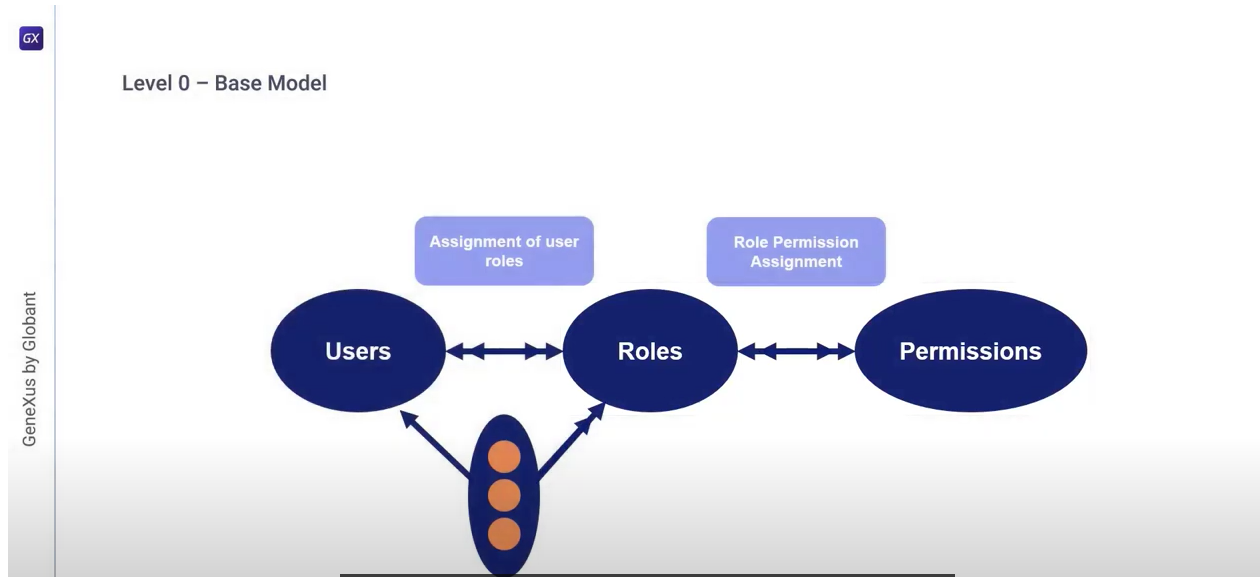 GX
Level 0 – Base Model
Assignment of user
roles
Role Permission
Assignment
Users
Roles
Permissions
GeneXus by Globant